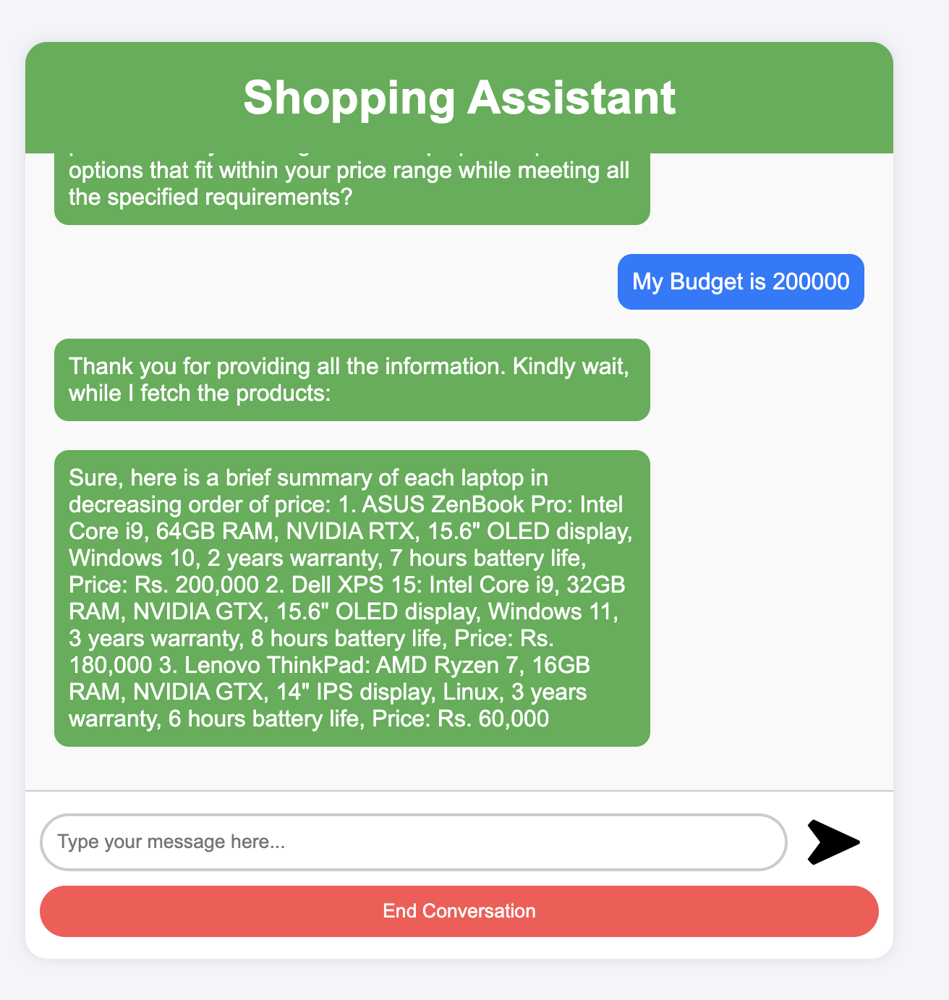 Shopping Assistant
options that fit within your price range while meeting all
the specified requirements?
My Budget is 200000
Thank you for providing all the information. Kindly wait,
while I fetch the products:
Sure, here is a brief summary of each laptop in
decreasing order of price: 1. ASUS ZenBook Pro: Intel
Core i9, 64GB RAM, NVIDIA RTX, 15.6" OLED display,
Windows 10, 2 years warranty, 7 hours battery life,
Price: Rs. 200,000 2. Dell XPS 15: Intel Core i9, 32GB
RAM, NVIDIA GTX, 15.6" OLED display, Windows 11,
3 years warranty, 8 hours battery life, Price: Rs.
180,000 3. Lenovo ThinkPad: AMD Ryzen 7, 16GB
RAM, NVIDIA GTX, 14" IPS display, Linux, 3 years
warranty, 6 hours battery life, Price: Rs. 60,000
Type your message here...
End Conversation